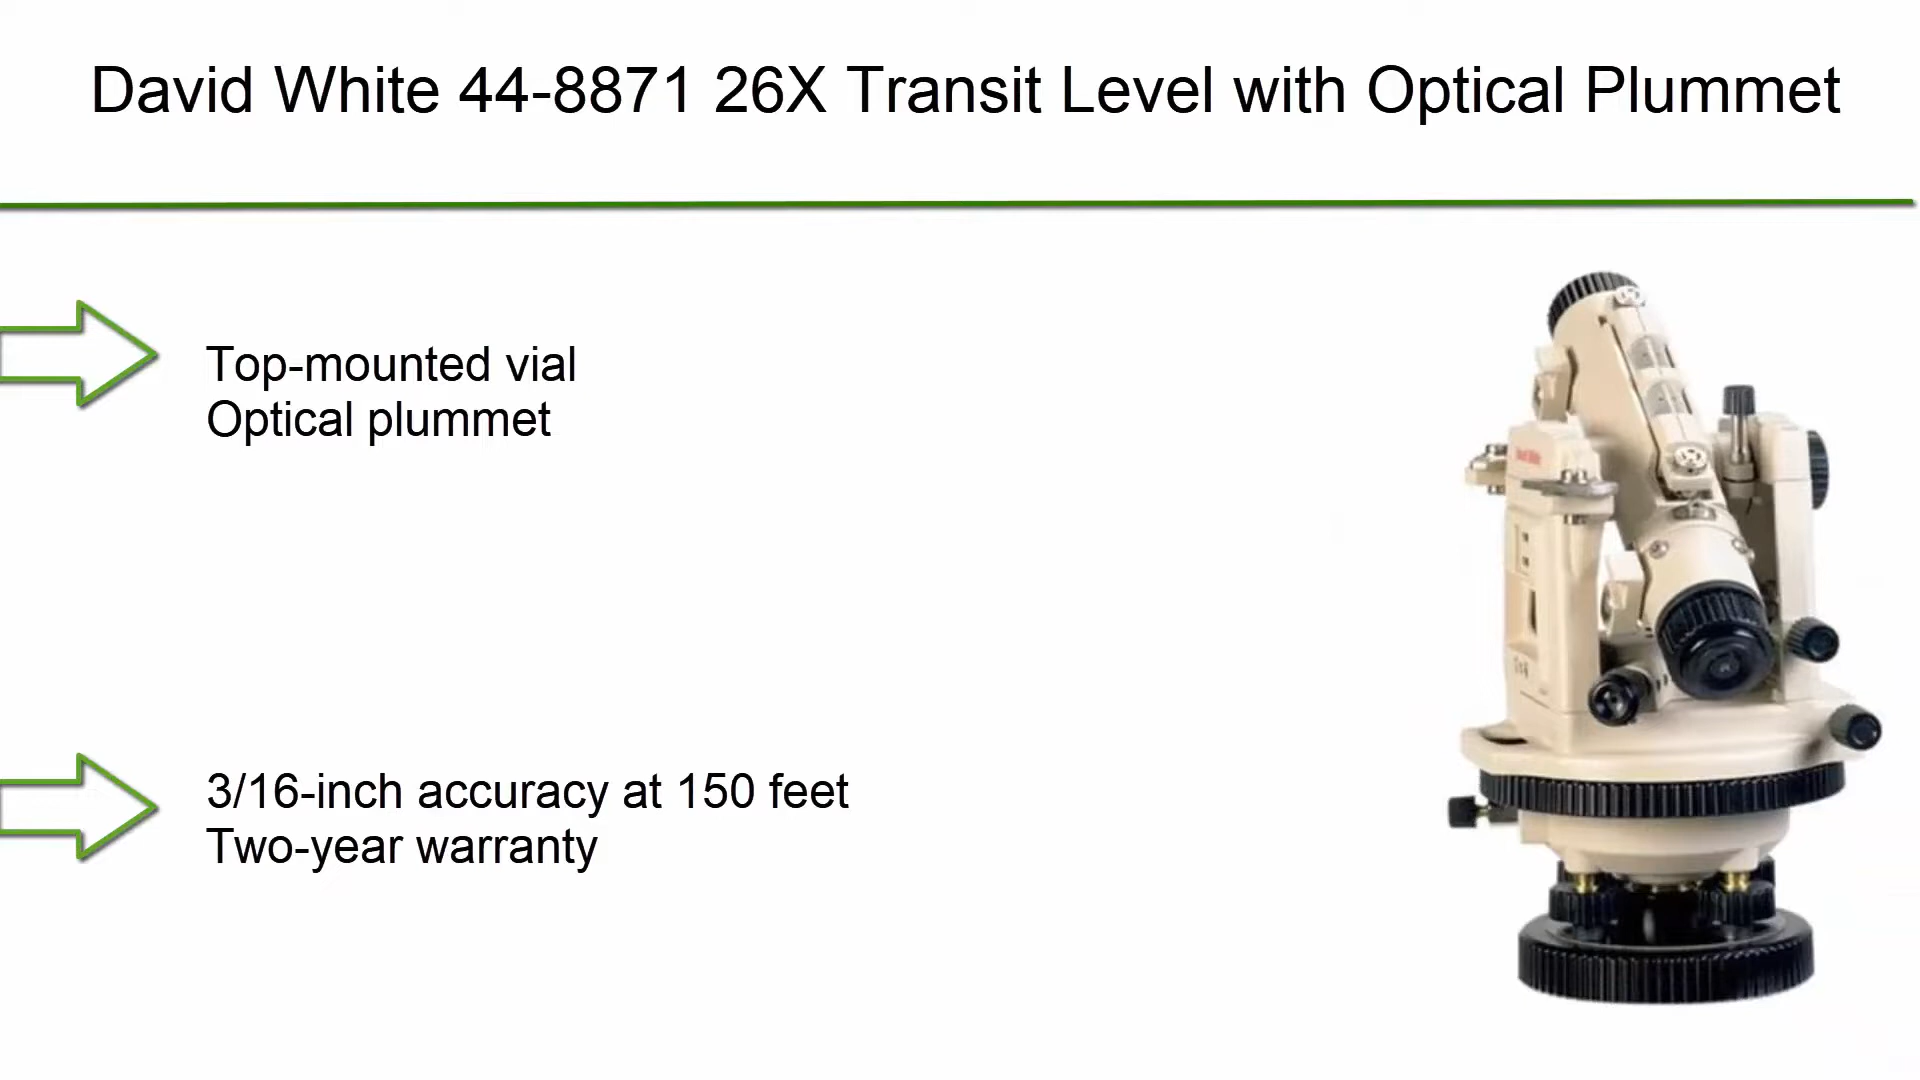 David White 44-8871 26X Transit Level with Optical Plummet
Top-mounted vial
Optical plummet
3/16-inch accuracy at 150 feet
Two-year warranty